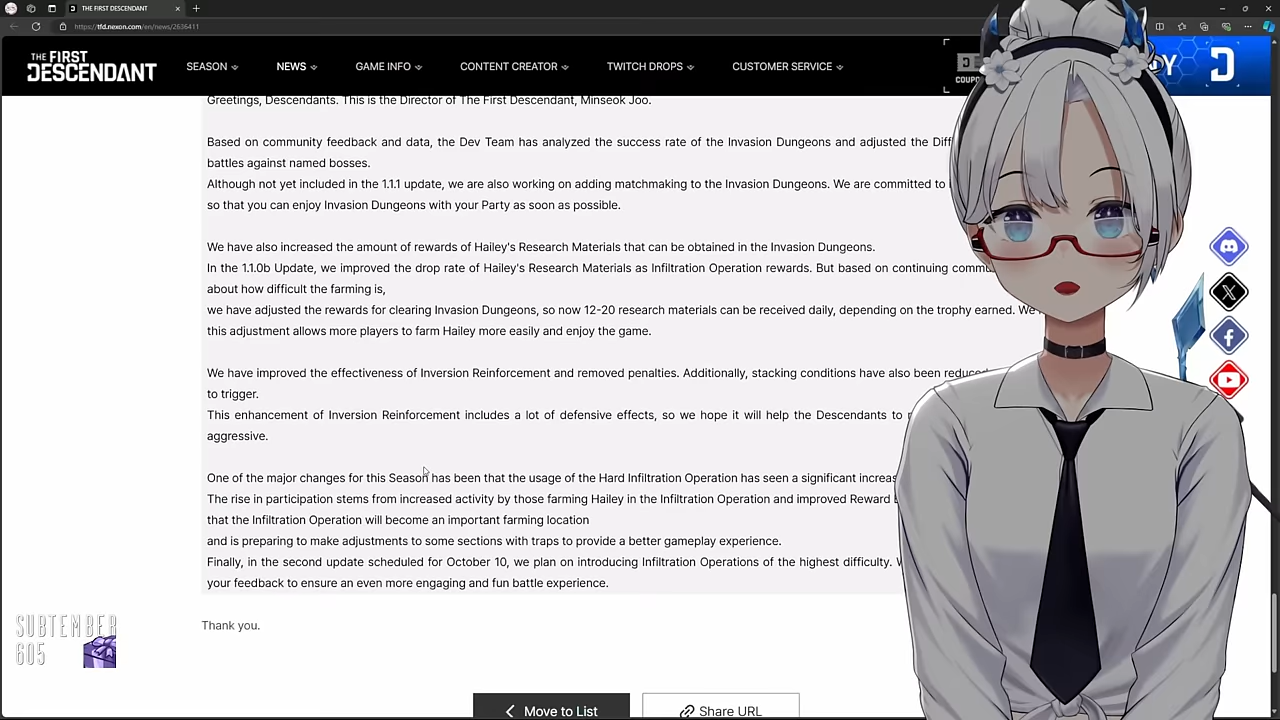 THE FIRST DESCENDANT
https://tfd.nexon.com/en/news/2636411
THE FIRST
DESCENDANT
SEASON
NEWS
GAME INFO
CONTENT CREATOR
TWITCH DROPS
CUSTOMER SERVICE
COUPO
Y
Greetings, Descendants. This is the Director of The First Descendant, Minseok Joo.
Based on community feedback and data, the Dev Team has analyzed the success rate of the Invasion Dungeons and adjusted the Diff
battles against named bosses.
Although not yet included in the 1.1.1 update, we are also working on adding matchmaking to the Invasion Dungeons. We are committed to
so that you can enjoy Invasion Dungeons with your Party as soon as possible.
We have also increased the amount of rewards of Hailey's Research Materials that can be obtained in the Invasion Dungeons.
In the 1.1.0b Update, we improved the drop rate of Hailey's Research Materials as Infiltration Operation rewards. But based on continuing commu
about how difficult the farming is,
we have adjusted the rewards for clearing Invasion Dungeons, so now 12-20 research materials can be received daily, depending on the trophy earned. We
this adjustment allows more players to farm Hailey more easily and enjoy the game.
We have improved the effectiveness of Inversion Reinforcement and removed penalties. Additionally, stacking conditions have also been reduced
to trigger.
This enhancement of Inversion Reinforcement includes a lot of defensive effects, so we hope it will help the Descendants to
aggressive.
One of the major changes for this Season has been that the usage of the Hard Infiltration Operation has seen a significant increas
The rise in participation stems from increased activity by those farming Hailey in the Infiltration Operation and improved Reward
that the Infiltration Operation will become an important farming location
and is preparing to make adjustments to some sections with traps to provide a better gameplay experience.
Finally, in the second update scheduled for October 10, we plan on introducing Infiltration Operations of the highest difficulty. W
your feedback to ensure an even more engaging and fun battle experience.
Thank you.
SUBTEMBER
605
Move to List
Share URL